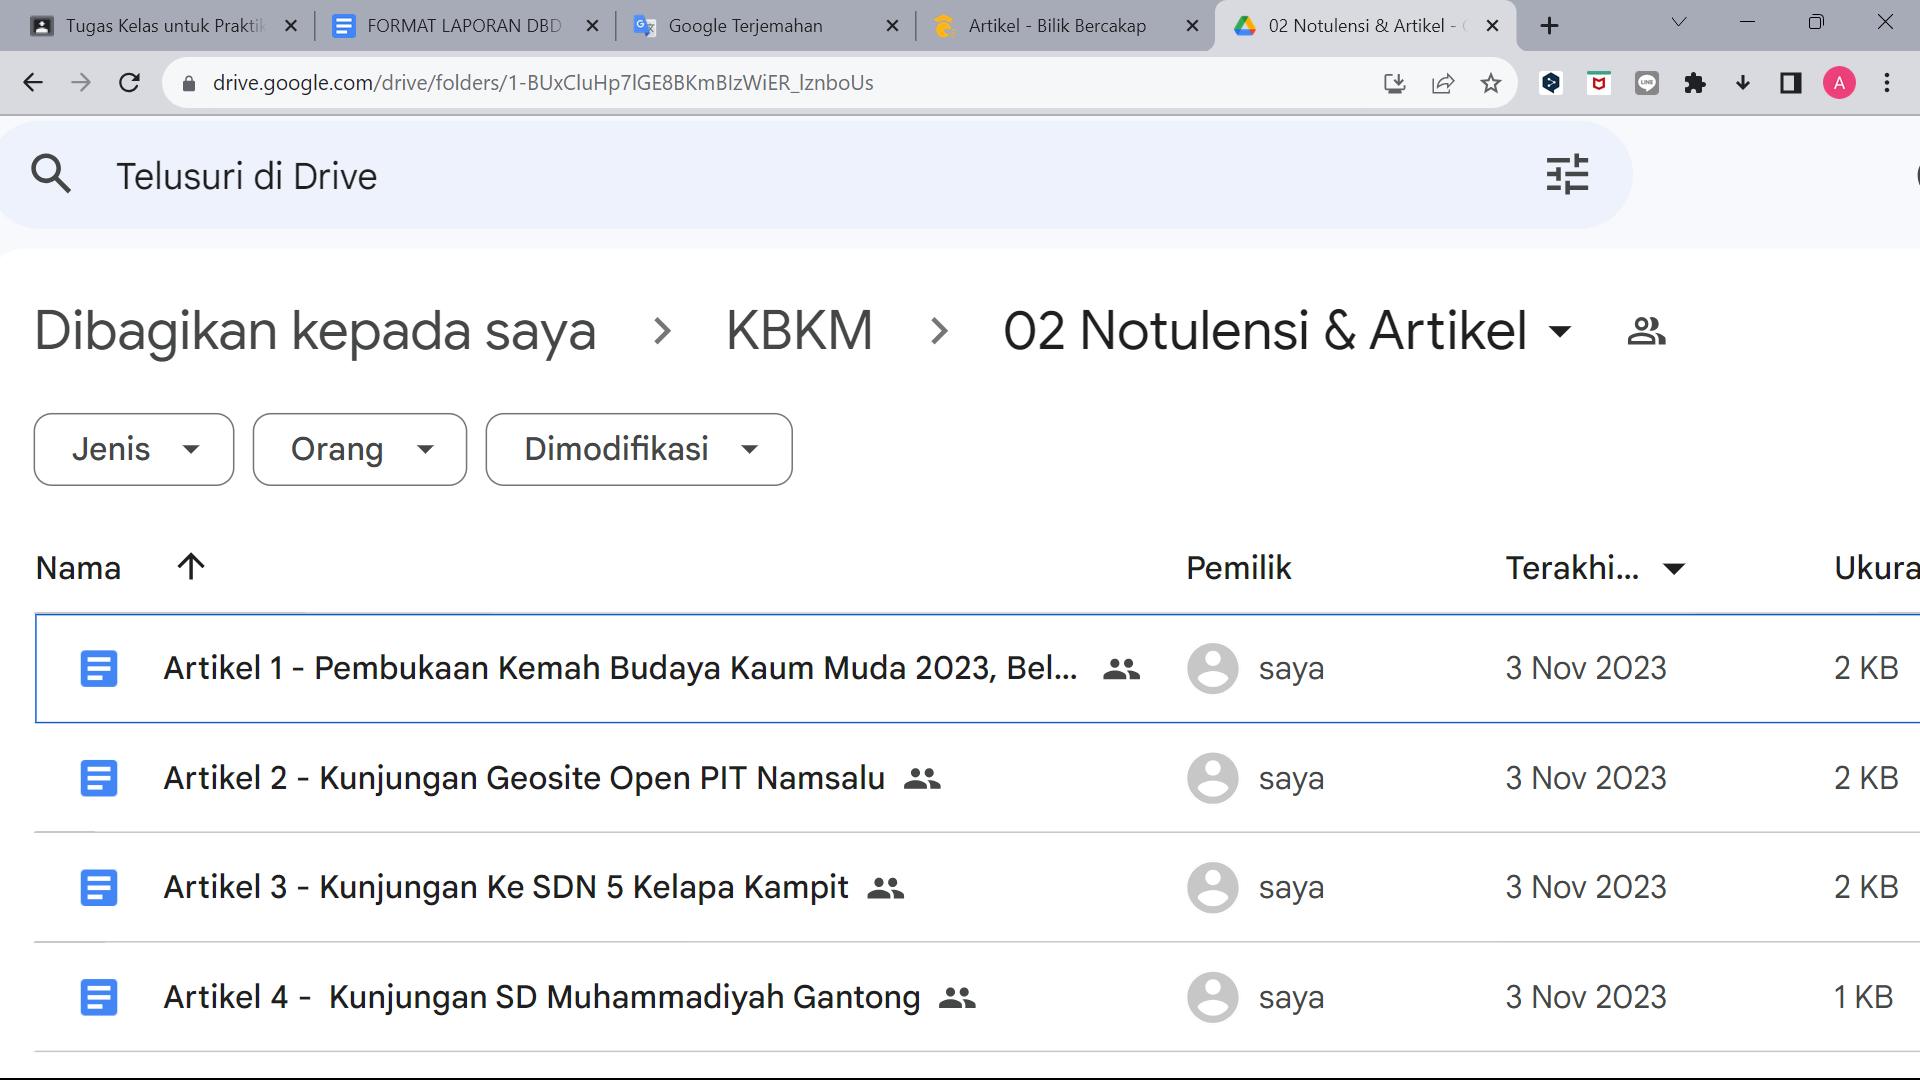 Tugas Kelas untuk Praktik
FORMAT LAPORAN DBD
Google Terjemahan
Artikel - Bilik Bercakap
02 Notulensi & Artikel -
drive.google.com/drive/folders/1-BUxCluHp7lGE8BKmBIzWiER_lznboUs
A
Telusuri di Drive
Dibagikan kepada saya > KBKM > 02 Notulensi & Artikel
Jenis Orang Dimodifikasi
Nama Pemilik Terakhi... Ukura
Artikel 1 - Pembukaan Kemah Budaya Kaum Muda 2023, Bel... saya 3 Nov 2023 2 KB
Artikel 2 - Kunjungan Geosite Open PIT Namsalu saya 3 Nov 2023 2 KB
Artikel 3 - Kunjungan Ke SDN 5 Kelapa Kampit saya 3 Nov 2023 2 KB
Artikel 4 - Kunjungan SD Muhammadiyah Gantong saya 3 Nov 2023 1 KB